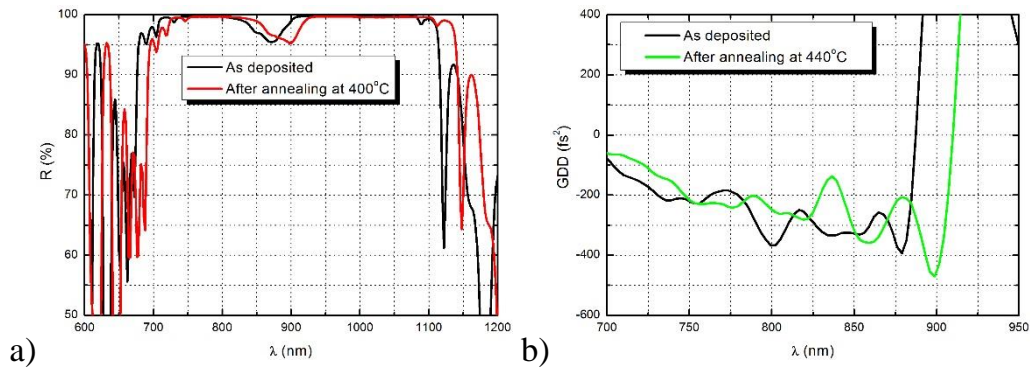 100
90
80
70
60
50
R (%)
600 700 800 900 1000 1100 1200
λ (nm)
As deposited
After annealing at 400°C
a)
400
200
0
-200
-400
-600
GDD (fs²)
700 750 800 850 900 950
λ (nm)
As deposited
After annealing at 440°C
b)